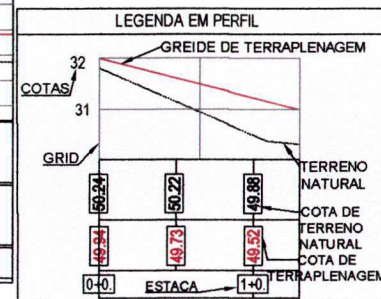 LEGENDA EM PERFIL
GREIDE DE TERRAPLENAGEM
32
COTAS
31
GRID
TERRENO
NATURAL
50.24
50.22
49.88
COTA DE
TERRENO
NATURAL
49.94
49.73
49.52
COTA DE
TERRAPLENAGEM
0+0.
ESTACA
1+0.